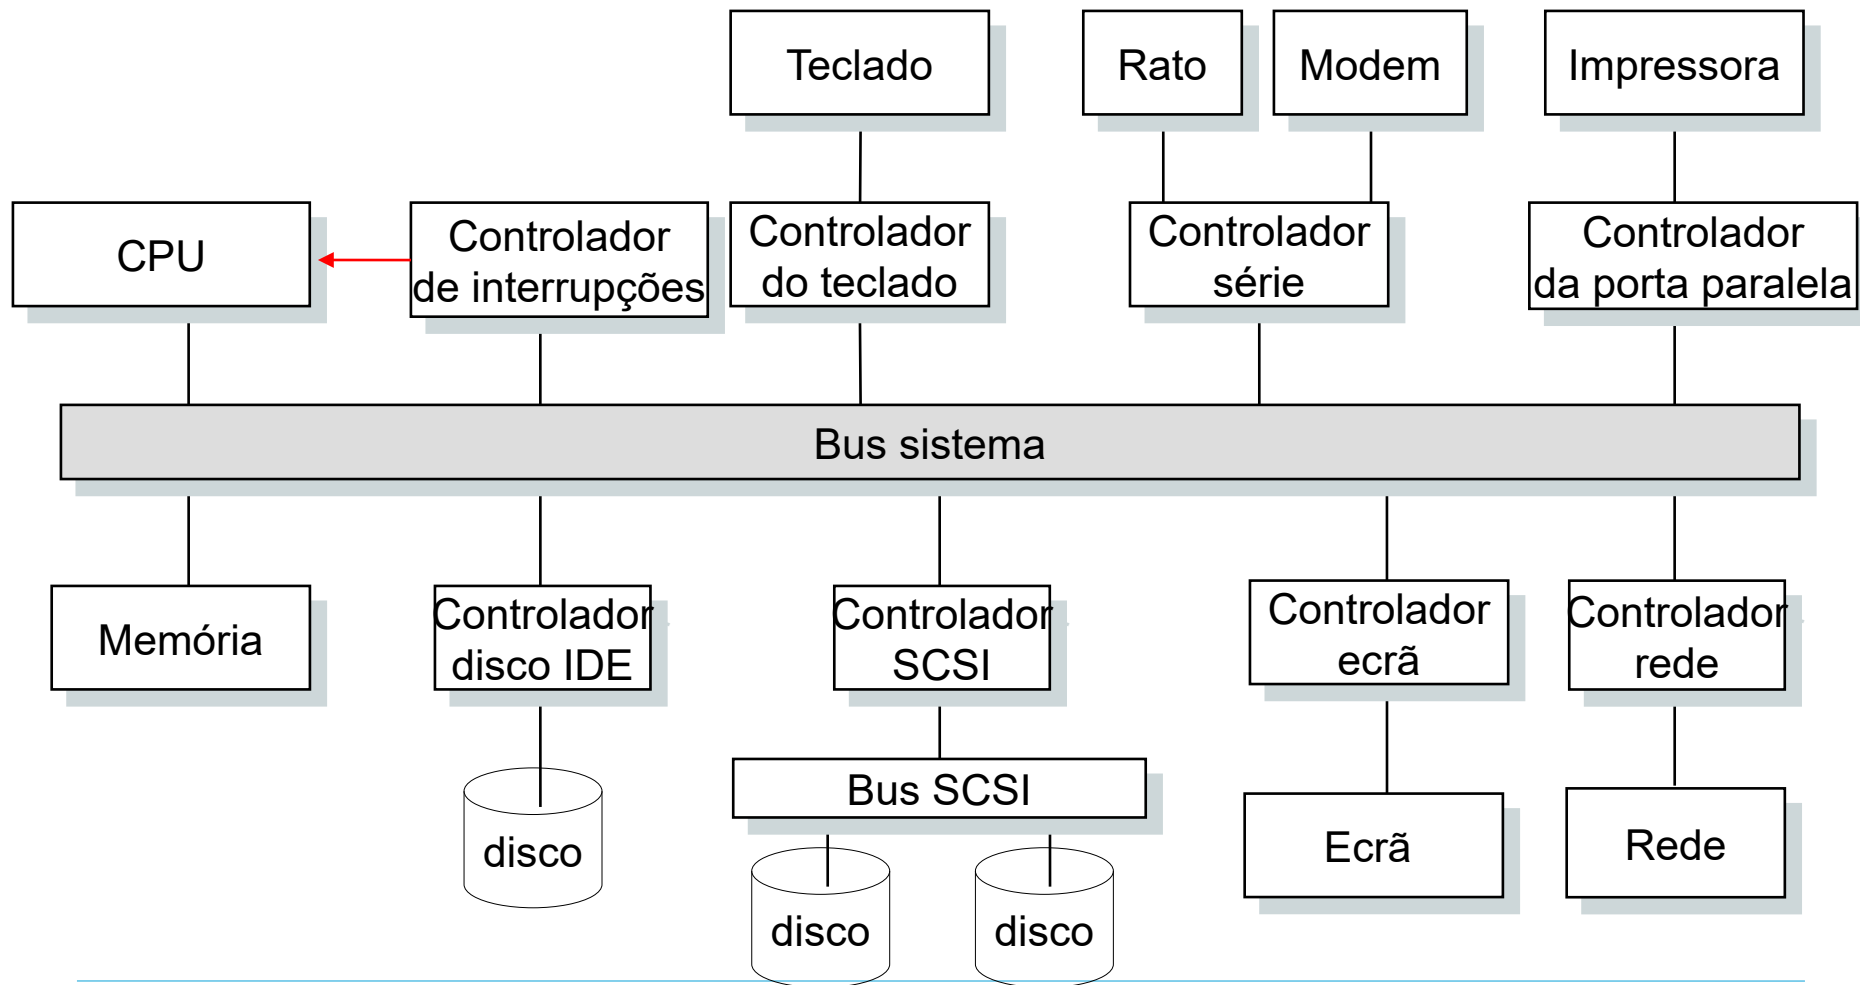 Teclado
Rato
Modem
Impressora
CPU
Controlador
de interrupções
Controlador
do teclado
Controlador
série
Controlador
da porta paralela
Bus sistema
Memória
Controlador
disco IDE
Controlador
SCSI
Controlador
ecrã
Controlador
rede
disco
Bus SCSI
disco
disco
Ecrã
Rede